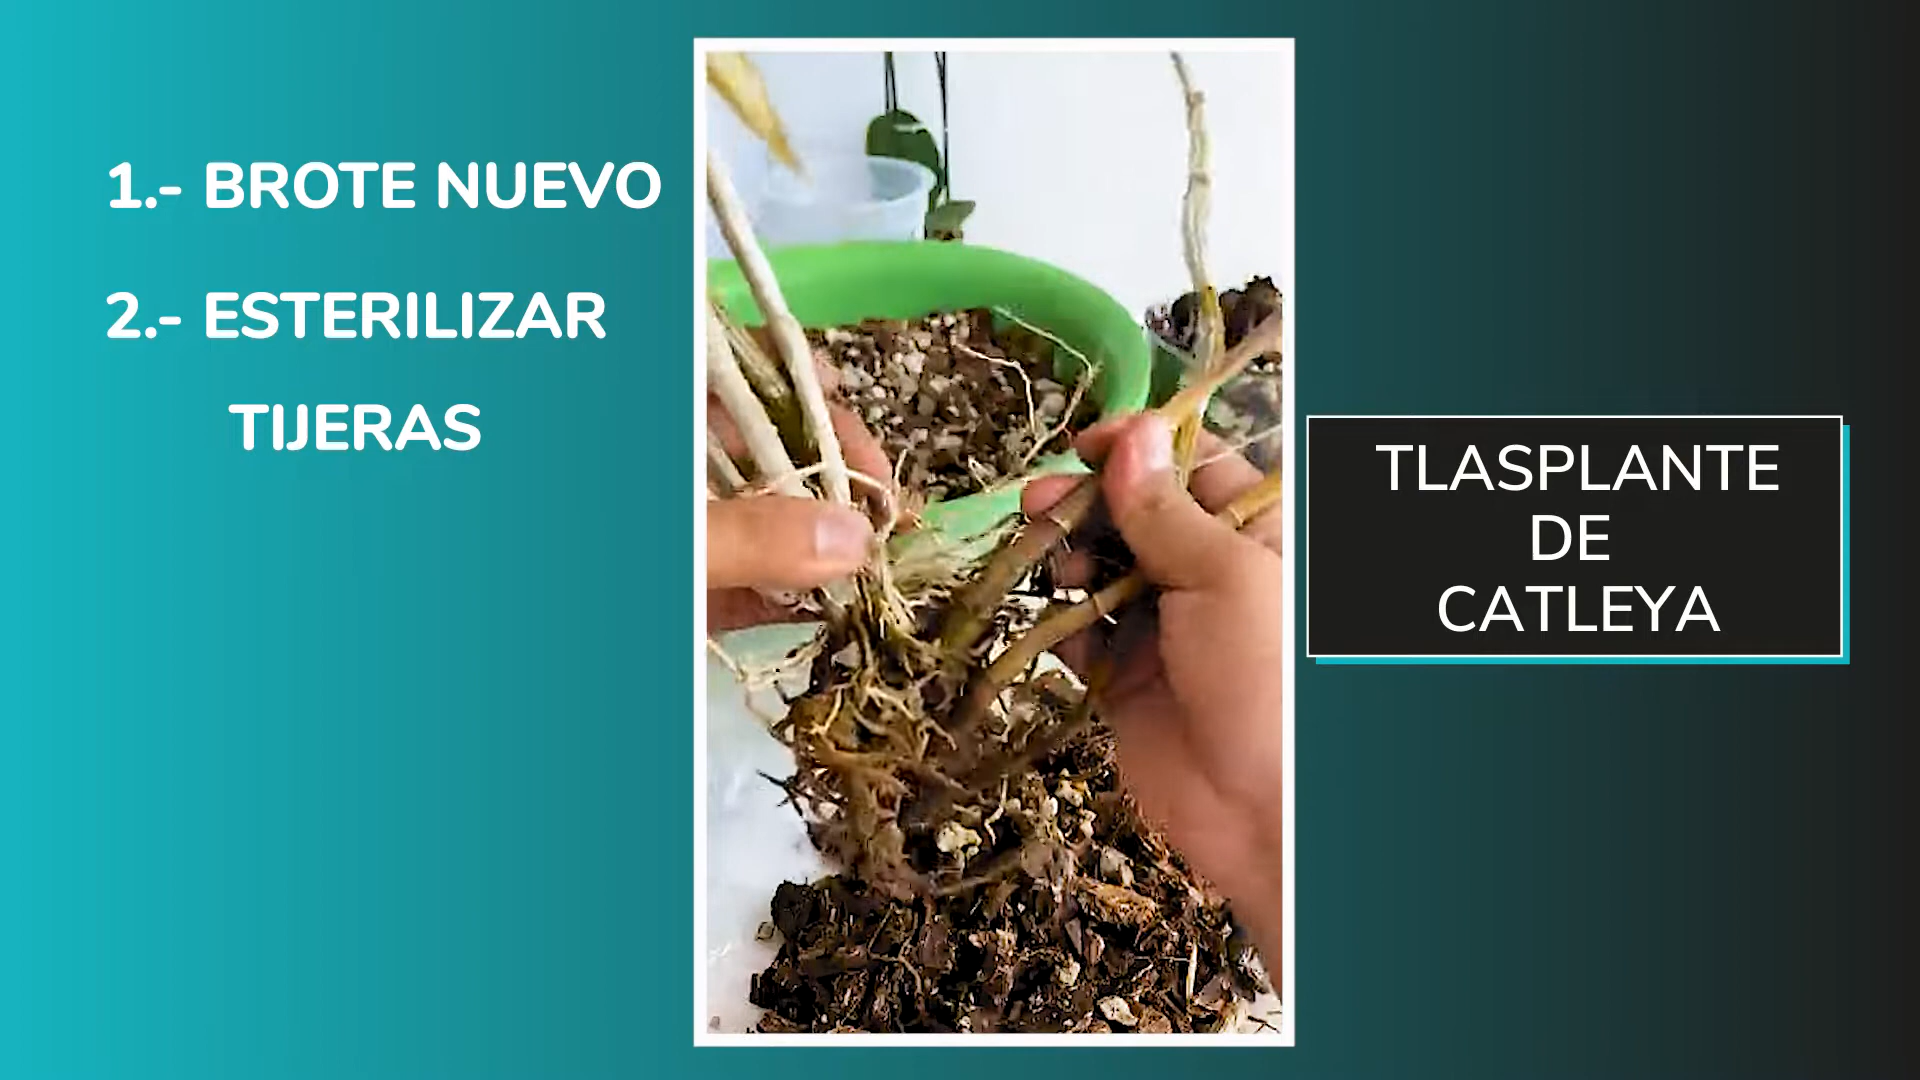 1.- BROTE NUEVO
2.- ESTERILIZAR
TIJERAS
TLASPLANTE
DE
CATLEYA